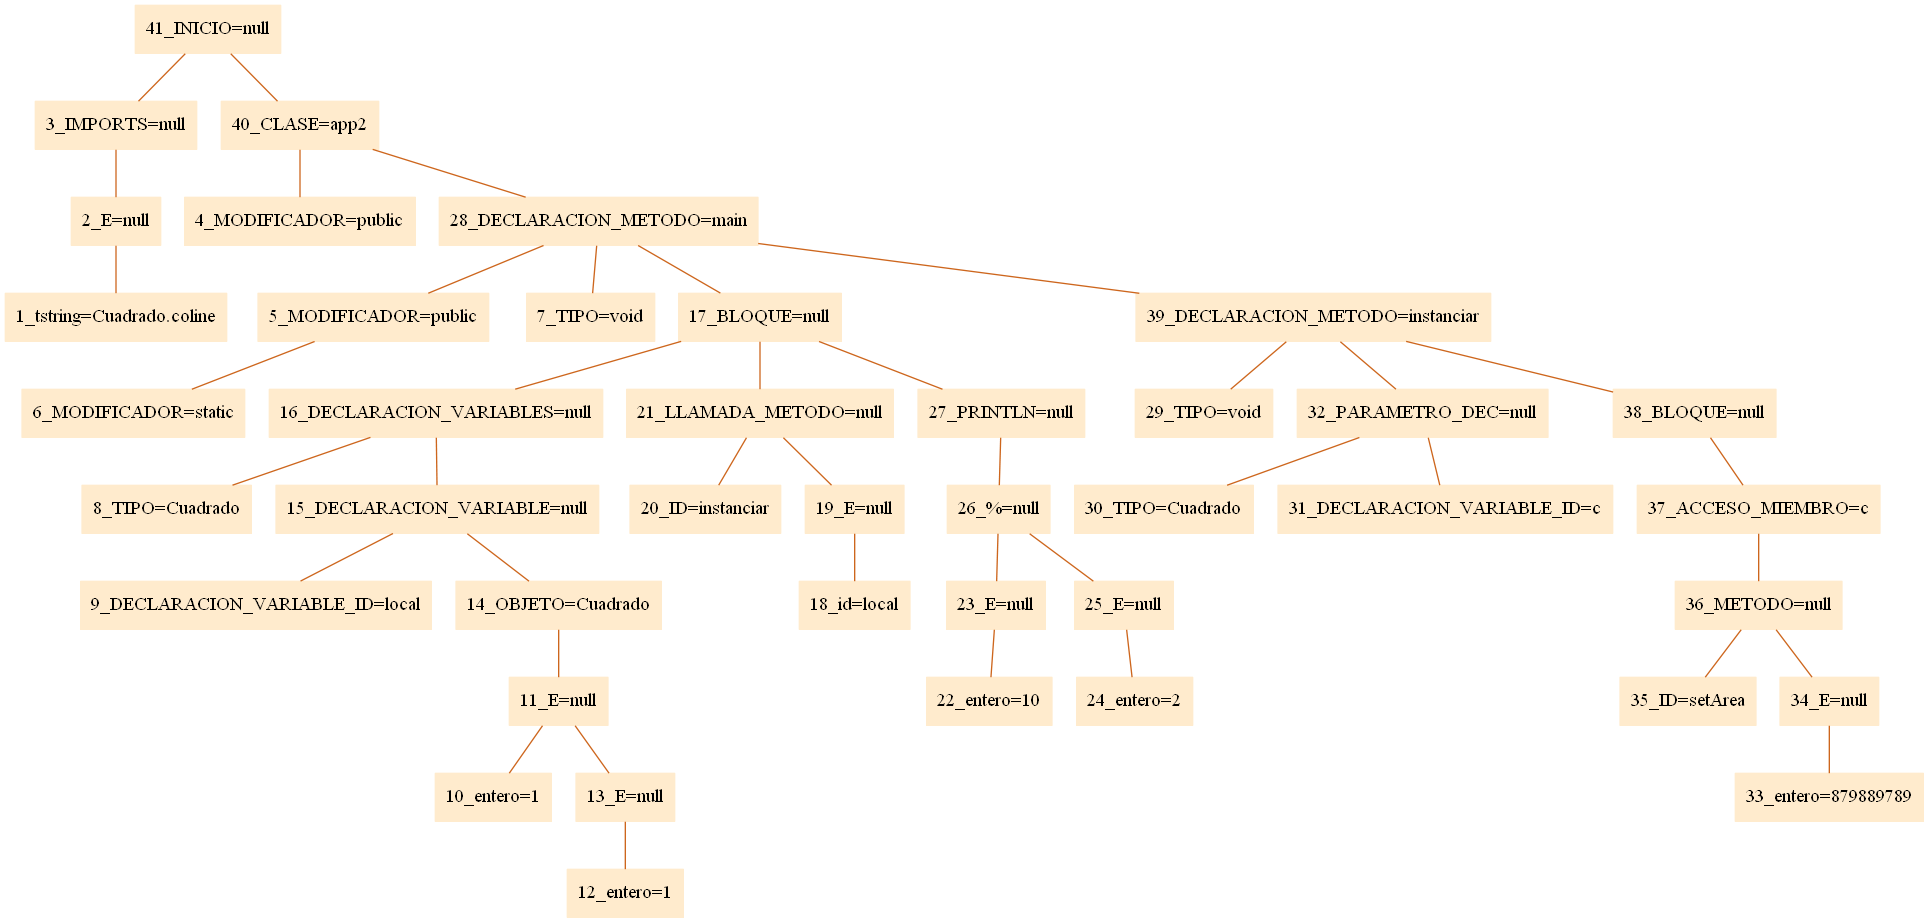 41_INICIO=null
3_IMPORTS=null
40_CLASE=app2
2_E=null
4_MODIFICADOR=public
28_DECLARACION_METODO=main
1_tstring=Cuadrado.coline
5_MODIFICADOR=public
7_TIPO=void
17_BLOQUE=null
39_DECLARACION_METODO=instanciar
6_MODIFICADOR=static
16_DECLARACION_VARIABLES=null
21_LLAMADA_METODO=null
27_PRINTLN=null
29_TIPO=void
32_PARAMETRO_DEC=null
38_BLOQUE=null
8_TIPO=Cuadrado
15_DECLARACION_VARIABLE=null
20_ID=instanciar
19_E=null
26_%=null
30_TIPO=Cuadrado
31_DECLARACION_VARIABLE_ID=c
37_ACCESO_MIEMBRO=c
9_DECLARACION_VARIABLE_ID=local
14_OBJETO=Cuadrado
18_id=local
23_E=null
25_E=null
36_METODO=null
11_E=null
22_entero=10
24_entero=2
35_ID=setArea
34_E=null
10_entero=1
13_E=null
33_entero=879889789
12_entero=1